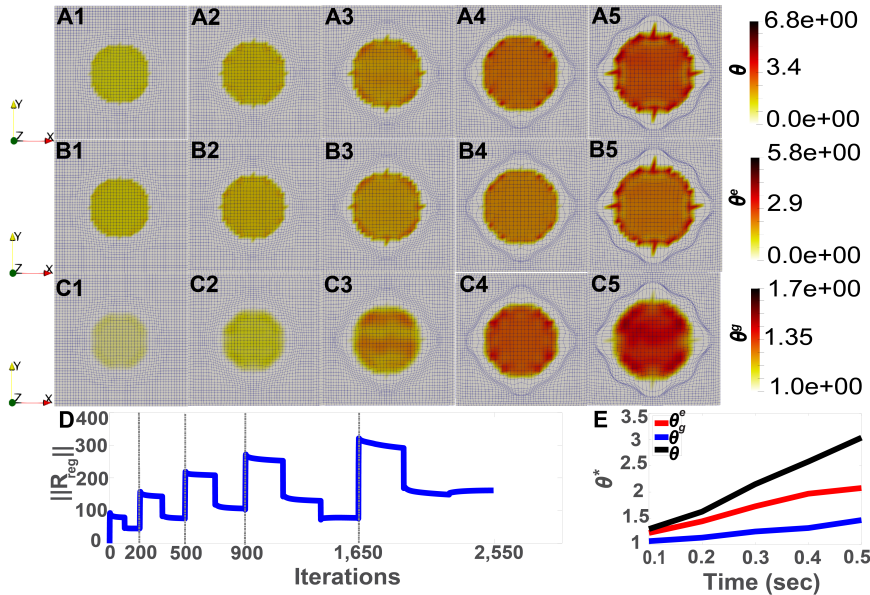 A1 A2 A3 A4 A5
6.8e+00
θ
3.4
0.0e+00
Y
Z X
B1 B2 B3 B4 B5
5.8e+00
θᵉ
2.9
0.0e+00
Y
Z X
C1 C2 C3 C4 C5
1.7e+00
θᵍ
1.35
1.0e+00
Y
Z X
D
400
300
200
100
0
||R_reg||
0 200 500 900 1,650 2,550
Iterations
E
3.5
3
2.5
2
1.5
1
θ*
θᵉ
θᵍ
θ
0.1 0.2 0.3 0.4 0.5
Time (sec)